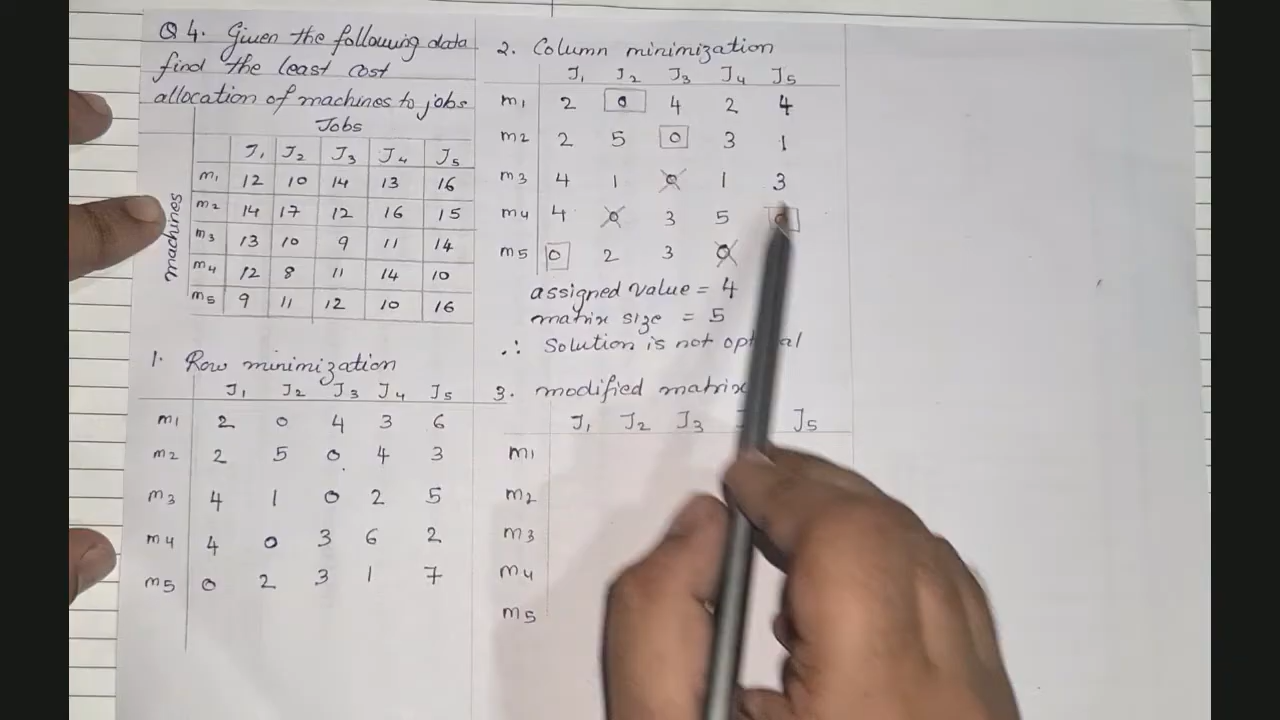 Q4. Given the following data
find the least cost
allocation of machines to jobs
Jobs
machines
J1 J2 J3 J4 J5
m1 12 10 14 13 16
m2 14 17 12 16 15
m3 13 10 9 11 14
m4 12 8 11 14 10
m5 9 11 12 10 16
1. Row minimization
J1 J2 J3 J4 J5
m1 2 0 4 3 6
m2 2 5 0 4 3
m3 4 1 0 2 5
m4 4 0 3 6 2
m5 0 2 3 1 7
2. Column minimization
J1 J2 J3 J4 J5
m1 2 0 4 2 4
m2 2 5 0 3 1
m3 4 1 0 1 3
m4 4 0 3 5 0
m5 0 2 3 0
assigned value = 4
matrix size = 5
∴ Solution is not optimal
3. modified matrix
J1 J2 J3 J5
m1
m2
m3
m4
m5